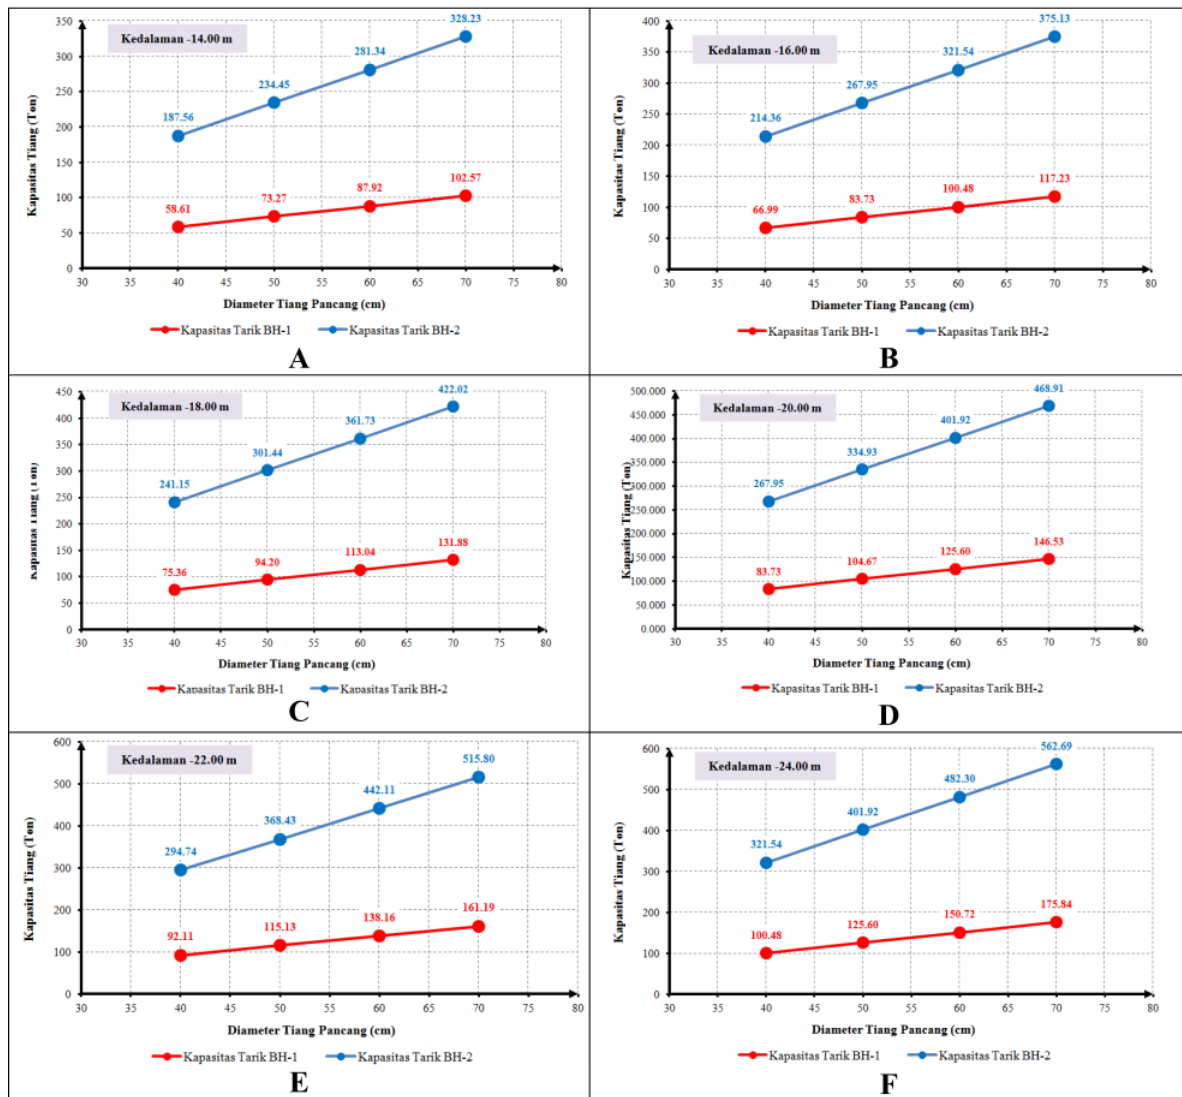 Kedalaman -14.00 m
Kapasitas Tiang (Ton)
350
300
250
200
150
100
50
0
187.56
234.45
281.34
328.23
58.61
73.27
87.92
102.57
30 35 40 45 50 55 60 65 70 75 80
Diameter Tiang Pancang (cm)
Kapasitas Tarik BH-1 Kapasitas Tarik BH-2
A
Kedalaman -16.00 m
Kapasitas Tiang (Ton)
400
350
300
250
200
150
100
50
0
214.36
267.95
321.54
375.13
66.99
83.73
100.48
117.23
30 35 40 45 50 55 60 65 70 75 80
Diameter Tiang Pancang (cm)
Kapasitas Tarik BH-1 Kapasitas Tarik BH-2
B
Kedalaman -18.00 m
Kapasitas Tiang (Ton)
450
400
350
300
250
200
150
100
50
0
241.15
301.44
361.73
422.02
75.36
94.20
113.04
131.88
30 35 40 45 50 55 60 65 70 75 80
Diameter Tiang Pancang (cm)
Kapasitas Tarik BH-1 Kapasitas Tarik BH-2
C
Kedalaman -20.00 m
Kapasitas Tiang (Ton)
500.000
450.000
400.000
350.000
300.000
250.000
200.000
150.000
100.000
50.000
0.000
267.95
334.93
401.92
468.91
83.73
104.67
125.60
146.53
30 35 40 45 50 55 60 65 70 75 80
Diameter Tiang Pancang (cm)
Kapasitas Tarik BH-1 Kapasitas Tarik BH-2
D
Kedalaman -22.00 m
Kapasitas Tiang (Ton)
600
500
400
300
200
100
0
294.74
368.43
442.11
515.80
92.11
115.13
138.16
161.19
30 35 40 45 50 55 60 65 70 75 80
Diameter Tiang Pancang (cm)
Kapasitas Tarik BH-1 Kapasitas Tarik BH-2
E
Kedalaman -24.00 m
Kapasitas Tiang (Ton)
600
500
400
300
200
100
0
321.54
401.92
482.30
562.69
100.48
125.60
150.72
175.84
30 35 40 45 50 55 60 65 70 75 80
Diameter Tiang Pancang (cm)
Kapasitas Tarik BH-1 Kapasitas Tarik BH-2
F